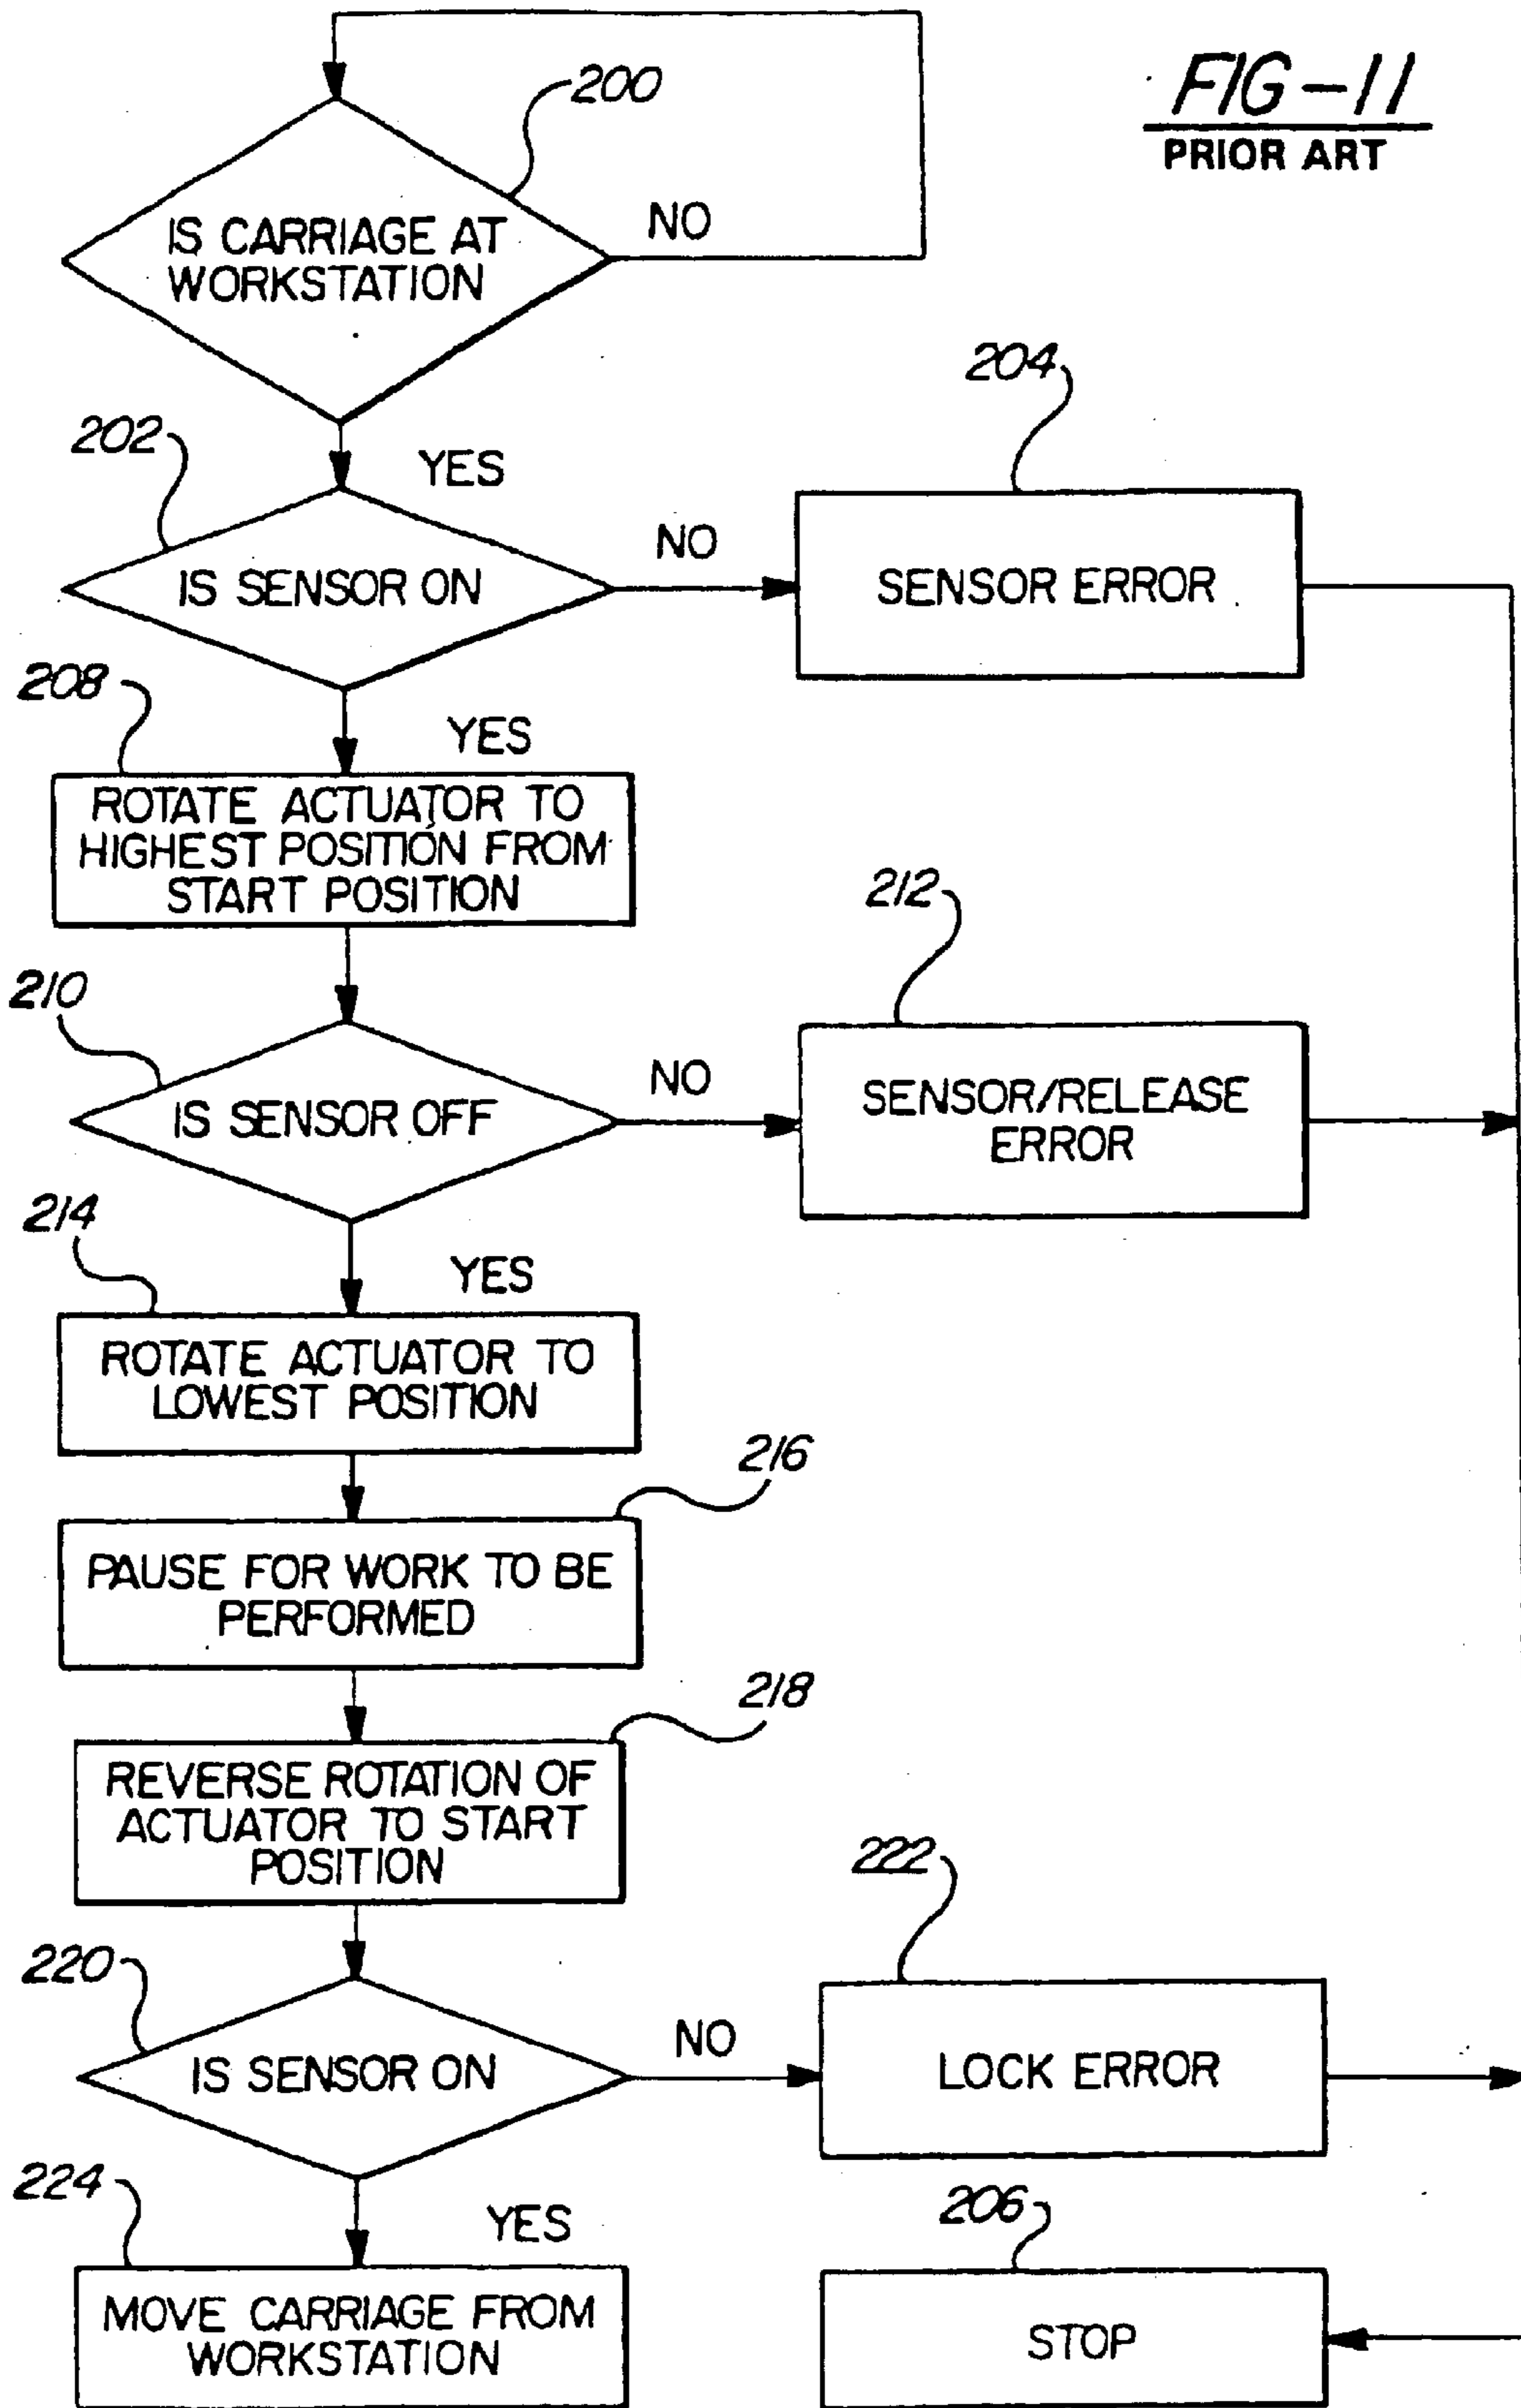 FIG-11
PRIOR ART
200
IS CARRIAGE AT
WORKSTATION
NO
YES
202
IS SENSOR ON
NO
204
SENSOR ERROR
YES
208
ROTATE ACTUATOR TO
HIGHEST POSITION FROM
START POSITION
210
IS SENSOR OFF
NO
212
SENSOR/RELEASE
ERROR
YES
214
ROTATE ACTUATOR TO
LOWEST POSITION
216
PAUSE FOR WORK TO BE
PERFORMED
218
REVERSE ROTATION OF
ACTUATOR TO START
POSITION
220
IS SENSOR ON
NO
222
LOCK ERROR
YES
224
MOVE CARRIAGE FROM
WORKSTATION
206
STOP